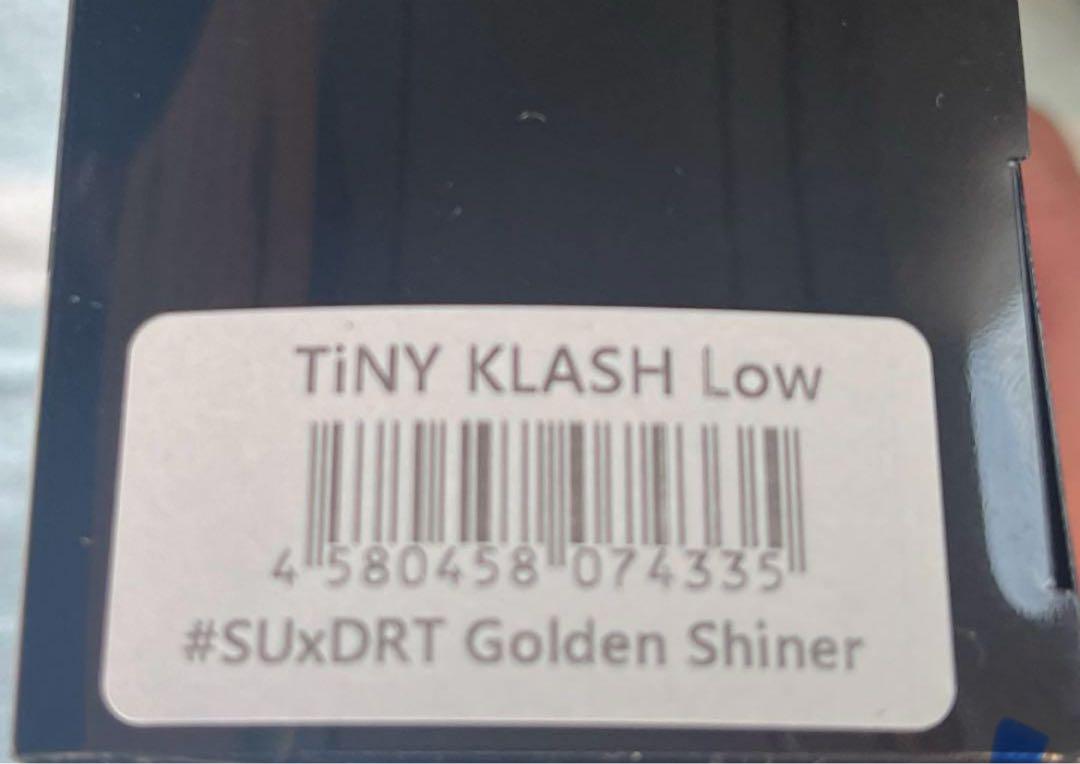 TiNY KLASH Low
4 580458 074335
#SUxDRT Golden Shiner